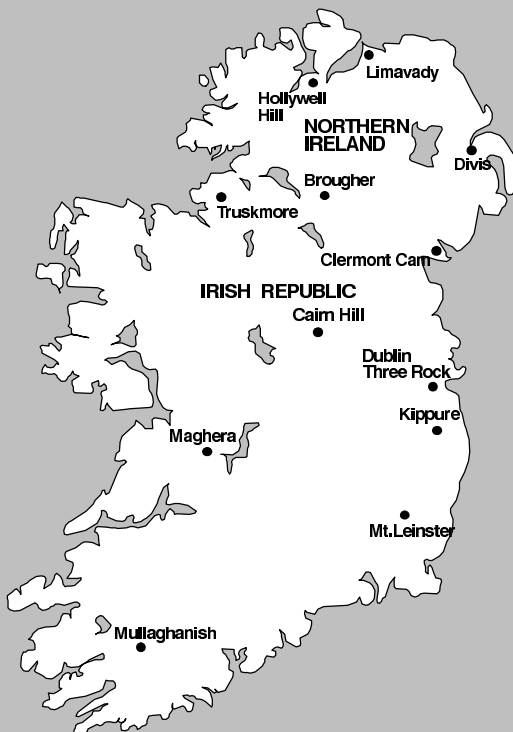 Limavady
Hollywell
Hill
NORTHERN
IRELAND
Divis
Brougher
Truskmore
Clermont Carn
IRISH REPUBLIC
Cairn Hill
Dublin
Three Rock
Kippure
Maghera
Mt.Leinster
Mullaghanish